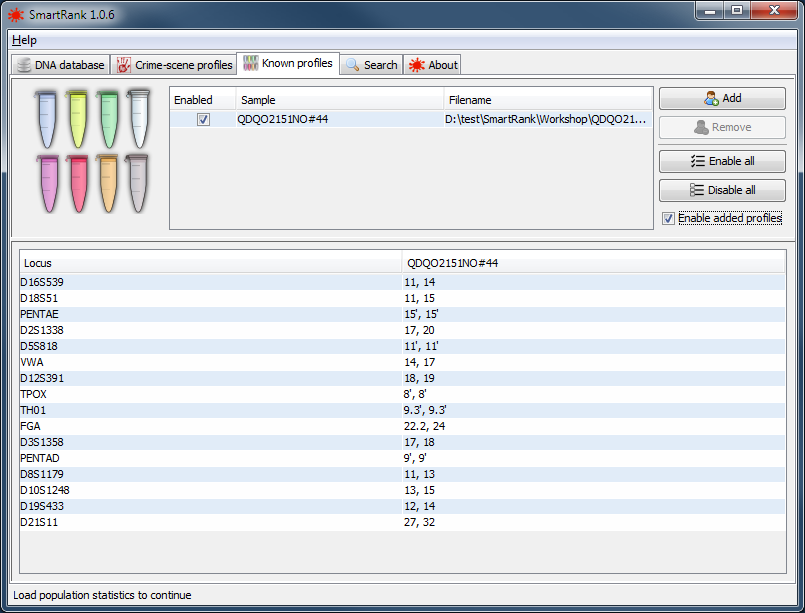 SmartRank 1.0.6
Help
DNA database Crime-scene profiles Known profiles Search About
Enabled Sample Filename
QDQO2151NO#44 D:\test\SmartRank\Workshop\QDQO21...
Add
Remove
Enable all
Disable all
Enable added profiles
Locus QDQO2151NO#44
D16S539 11, 14
D18S51 11, 15
PENTAE 15', 15'
D2S1338 17, 20
D5S818 11', 11'
VWA 14, 17
D12S391 18, 19
TPOX 8', 8'
TH01 9.3', 9.3'
FGA 22.2, 24
D3S1358 17, 18
PENTAD 9', 9'
D8S1179 11, 13
D10S1248 13, 15
D19S433 12, 14
D21S11 27, 32
Load population statistics to continue